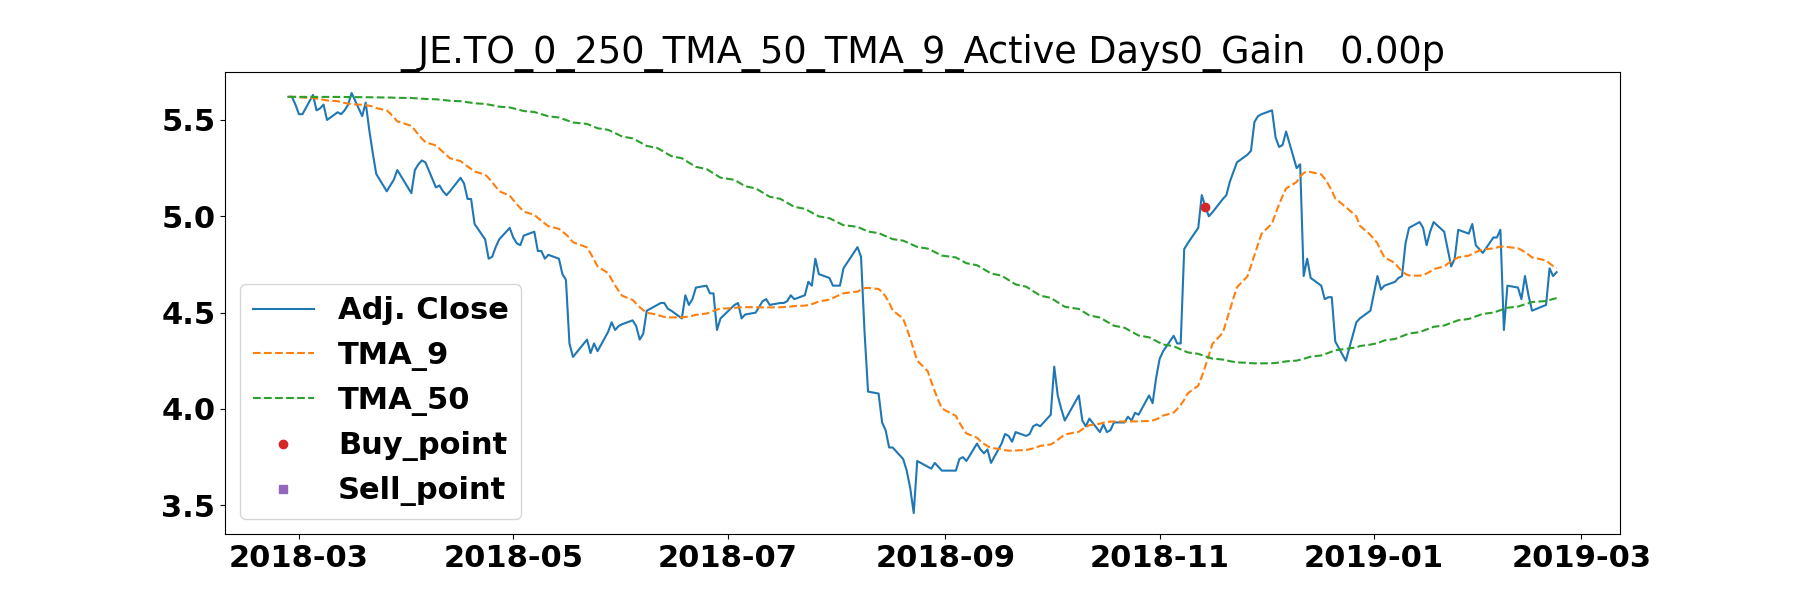 _JE.TO_0_250_TMA_50_TMA_9_Active Days0_Gain   0.00p
5.5
5.0
4.5
4.0
3.5
Adj. Close
TMA_9
TMA_50
Buy_point
Sell_point
2018-03 2018-05 2018-07 2018-09 2018-11 2019-01 2019-03